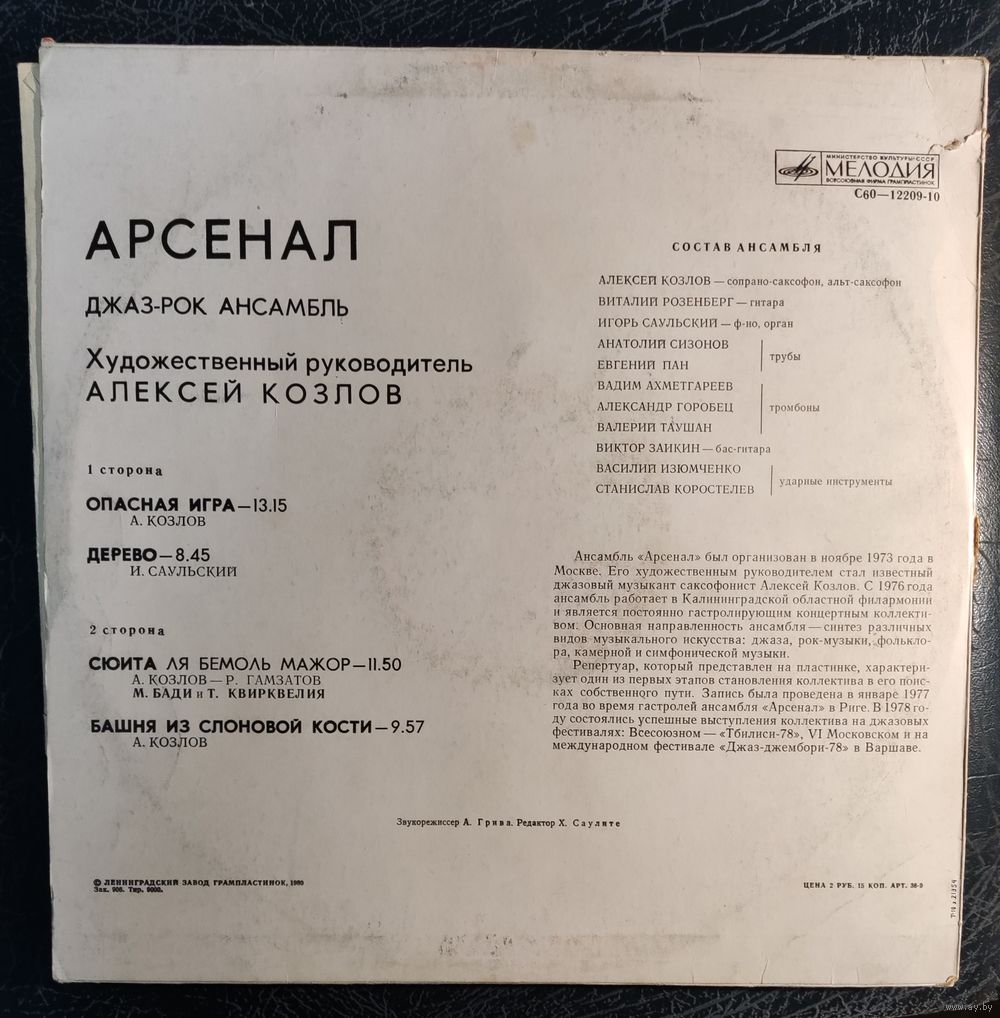 МИНИСТЕРСТВО КУЛЬТУРЫ СССР
МЕЛОДИЯ
ВСЕСОЮЗНАЯ ФИРМА ГРАМПЛАСТИНОК
С60—12209-10
АРСЕНАЛ
ДЖАЗ-РОК АНСАМБЛЬ
Художественный руководитель
АЛЕКСЕЙ КОЗЛОВ
1 сторона
ОПАСНАЯ ИГРА—13.15
А. КОЗЛОВ
ДЕРЕВО—8.45
И. САУЛЬСКИЙ
2 сторона
СЮИТА ЛЯ БЕМОЛЬ МАЖОР—11.50
А. КОЗЛОВ—Р. ГАМЗАТОВ
М. БАДИ и Т. КВИРКВЕЛИЯ
БАШНЯ ИЗ СЛОНОВОЙ КОСТИ—9.57
А. КОЗЛОВ
СОСТАВ АНСАМБЛЯ
АЛЕКСЕЙ КОЗЛОВ—сопрано-саксофон, альт-саксофон
ВИТАЛИЙ РОЗЕНБЕРГ—гитара
ИГОРЬ САУЛЬСКИЙ—ф-но, орган
АНАТОЛИЙ СИЗОНОВ
ЕВГЕНИЙ ПАН
трубы
ВАДИМ АХМЕТГАРЕЕВ
АЛЕКСАНДР ГОРОБЕЦ
ВАЛЕРИЙ ТАУШАН
тромбоны
ВИКТОР ЗАИКИН—бас-гитара
ВАСИЛИЙ ИЗЮМЧЕНКО
СТАНИСЛАВ КОРОСТЕЛЕВ
ударные инструменты
Ансамбль «Арсенал» был организован в ноябре 1973 года в
Москве. Его художественным руководителем стал известный
джазовый музыкант саксофонист Алексей Козлов. С 1976 года
ансамбль работает в Калининградской областной филармонии
и является постоянно гастролирующим концертным коллекти-
вом. Основная направленность ансамбля—синтез различных
видов музыкального искусства: джаза, рок-музыки, фолькло-
ра, камерной и симфонической музыки.
Репертуар, который представлен на пластинке, характери-
зует один из первых этапов становления коллектива в его поис-
ках собственного пути. Запись была проведена в январе 1977
года во время гастролей ансамбля «Арсенал» в Риге. В 1978 го-
ду состоялись успешные выступления коллектива на джазовых
фестивалях: Всесоюзном—«Тбилиси-78», VI Московском и на
международном фестивале «Джаз-джембори-78» в Варшаве.
Звукорежиссер А. Грива. Редактор Х. Саулите
© ЛЕНИНГРАДСКИЙ ЗАВОД ГРАМПЛАСТИНОК, 1980
Зак. 906. Тир. 9000.
ЦЕНА 2 РУБ. 15 КОП. АРТ. 36-9
www.ay.by